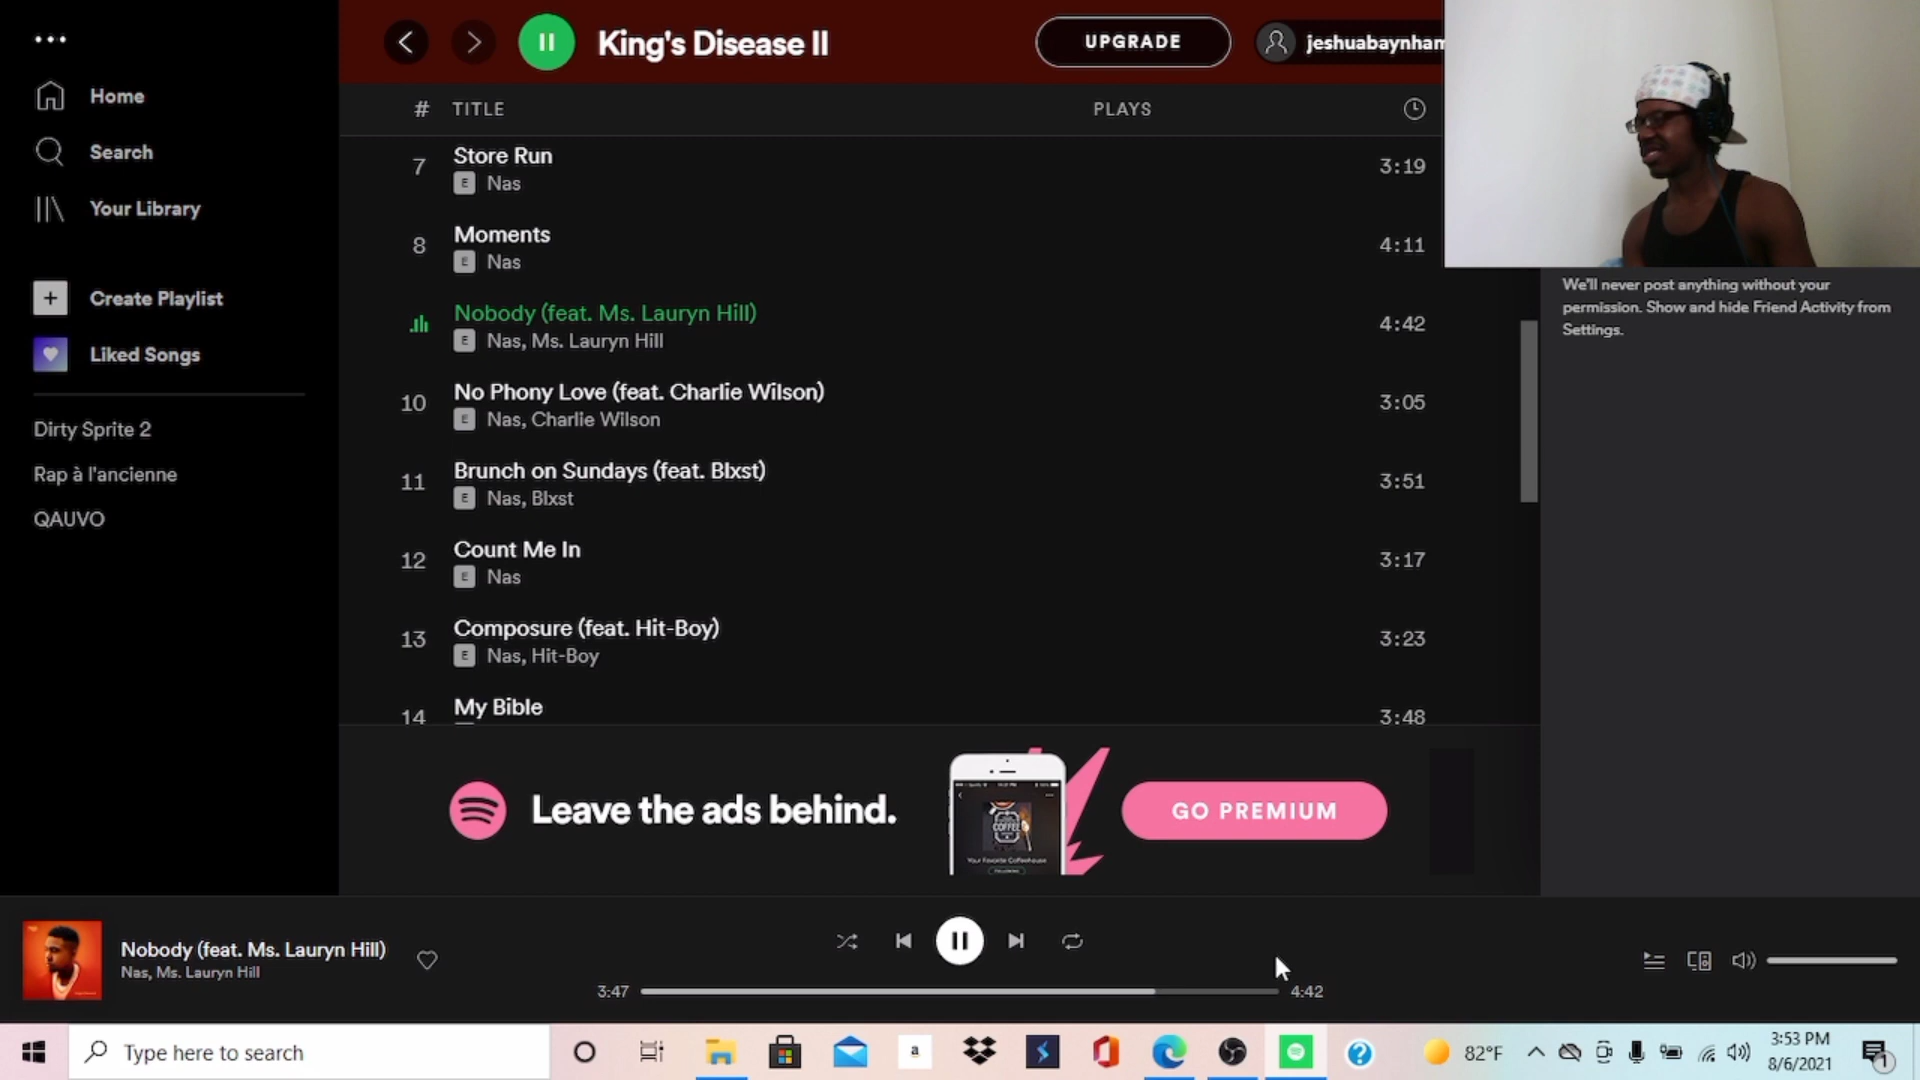 King's Disease II
UPGRADE
jeshuabaynham
Home
Search
Your Library
Create Playlist
Liked Songs
Dirty Sprite 2
Rap à l'ancienne
QAUVO
# TITLE PLAYS
7 Store Run 3:19
E Nas
8 Moments 4:11
E Nas
Nobody (feat. Ms. Lauryn Hill) 4:42
E Nas, Ms. Lauryn Hill
10 No Phony Love (feat. Charlie Wilson) 3:05
E Nas, Charlie Wilson
11 Brunch on Sundays (feat. Blxst) 3:51
E Nas, Blxst
12 Count Me In 3:17
E Nas
13 Composure (feat. Hit-Boy) 3:23
E Nas, Hit-Boy
14 My Bible 3:48
We'll never post anything without your
permission. Show and hide Friend Activity from
Settings.
Leave the ads behind.
COFFEE
Your Favorite Coffeehouse
GO PREMIUM
Nobody (feat. Ms. Lauryn Hill)
Nas, Ms. Lauryn Hill
3:47 4:42
Type here to search
a
82°F
3:53 PM
8/6/2021
1